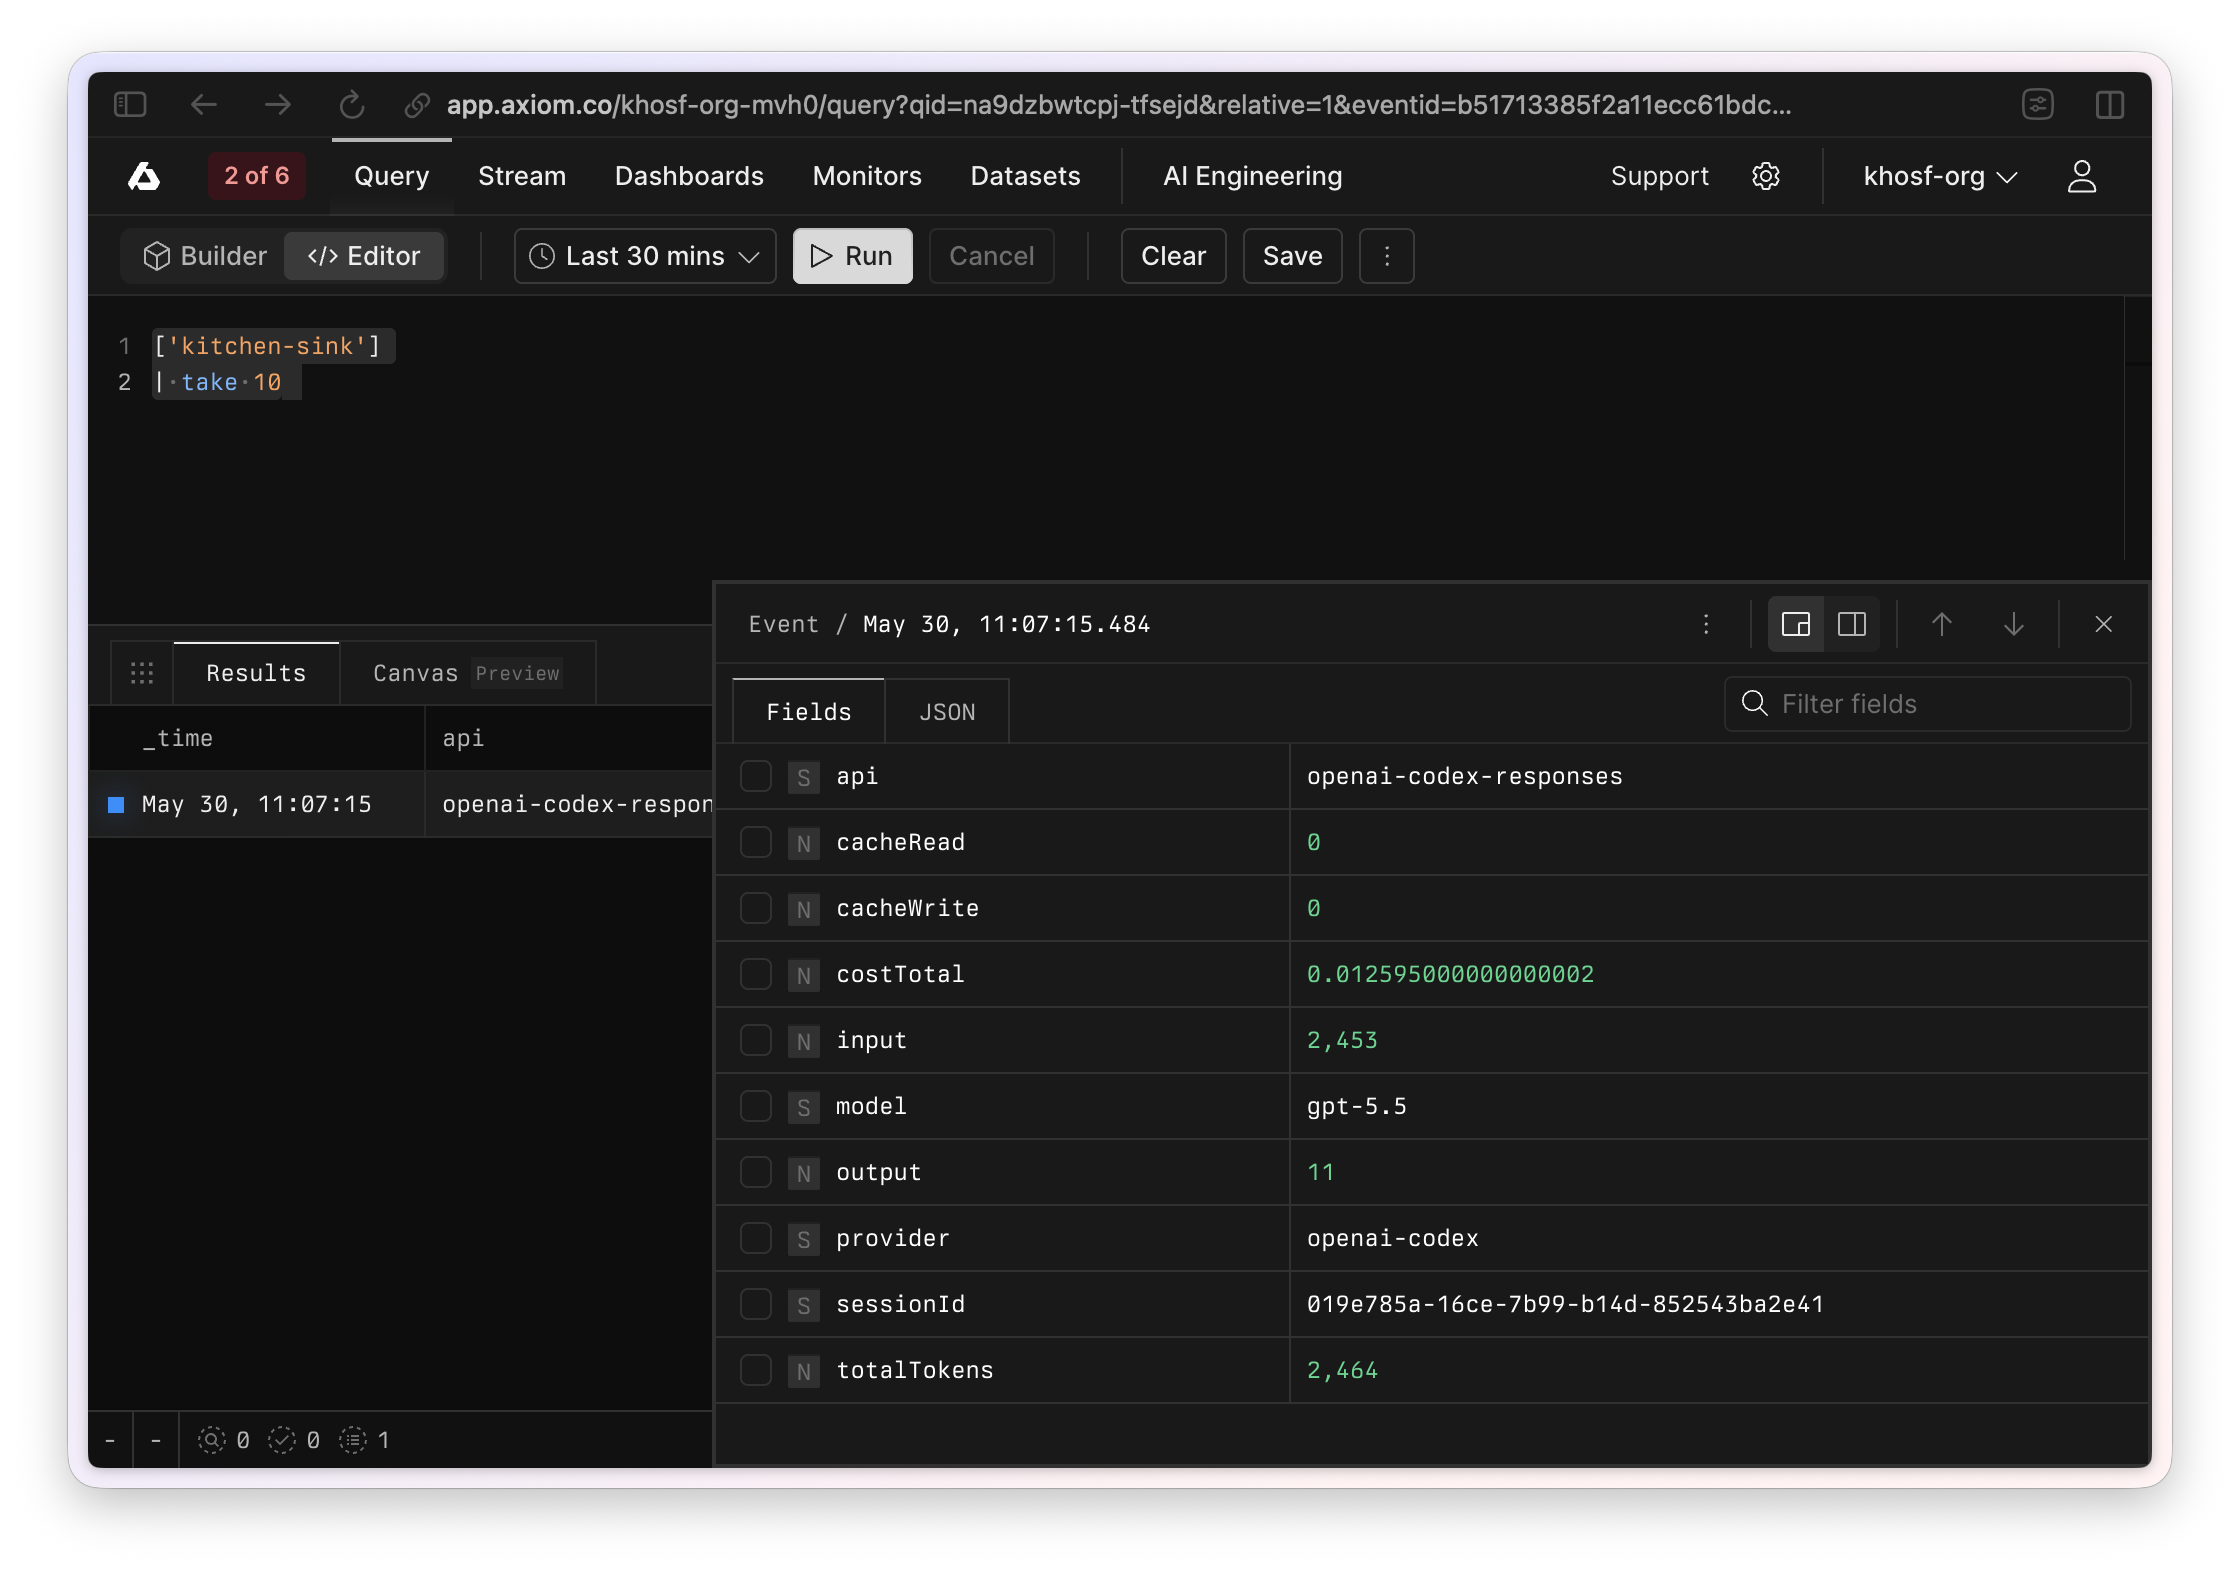 app.axiom.co/khosf-org-mvh0/query?qid=na9dzbwtcpj-tfsejd&relative=1&eventid=b51713385f2a11ecc61bdc...
2 of 6 Query Stream Dashboards Monitors Datasets AI Engineering Support khosf-org
Builder </> Editor Last 30 mins Run Cancel Clear Save
1 ['kitchen-sink']
2 | take 10
Event / May 30, 11:07:15.484
Results Canvas Preview
Fields JSON Filter fields
_time api
May 30, 11:07:15 openai-codex-respon
S api openai-codex-responses
N cacheRead 0
N cacheWrite 0
N costTotal 0.012595000000000002
N input 2,453
S model gpt-5.5
N output 11
S provider openai-codex
S sessionId 019e785a-16ce-7b99-b14d-852543ba2e41
N totalTokens 2,464
- - 0 0 1